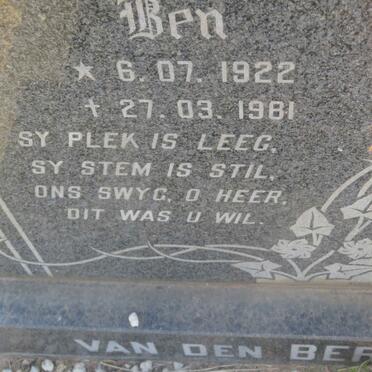 Ben
★ 6. 07. 1922
✝ 27. 03. 1981
SY PLEK IS LEEG,
SY STEM IS STIL,
ONS SWYG, O HEER,
DIT WAS U WIL.
VAN DEN BER